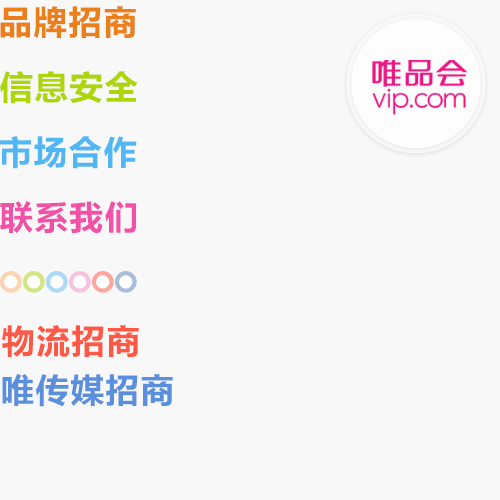 品牌招商
信息安全
市场合作
联系我们
物流招商
唯传媒招商
唯品会
vip.com